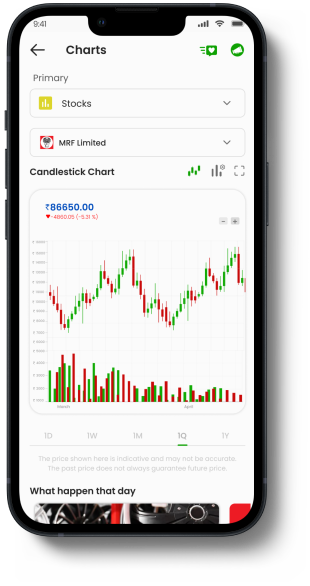 9:41
Charts
Primary
Stocks
MRF Limited
Candlestick Chart
₹86650.00
▼-4860.05 (-5.31 %)
March April
1D 1W 1M 1Q 1Y
The price shown here is indicative and may not be accurate.
The past price does not always guarantee future price.
What happen that day